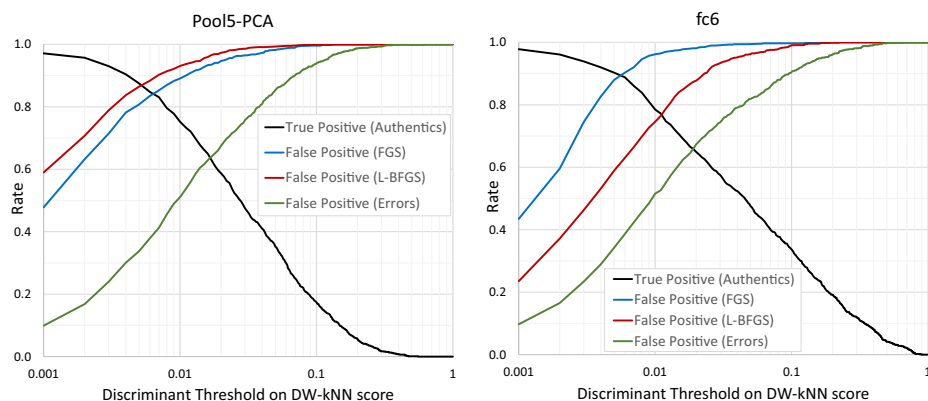 Pool5-PCA
1.0
0.8
0.6
0.4
0.2
0.0
Rate
True Positive (Authentics)
False Positive (FGS)
False Positive (L-BFGS)
False Positive (Errors)
0.001
0.01
0.1
1
Discriminant Threshold on DW-kNN score
fc6
1.0
0.8
0.6
0.4
0.2
0.0
Rate
True Positive (Authentics)
False Positive (FGS)
False Positive (L-BFGS)
False Positive (Errors)
0.001
0.01
0.1
1
Discriminant Threshold on DW-kNN score